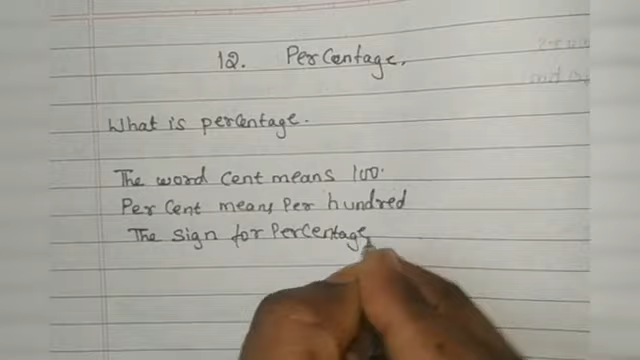 12. Percentage.
What is percentage.
The word Cent means 100.
Per Cent means Per hundred
The Sign for Percentage